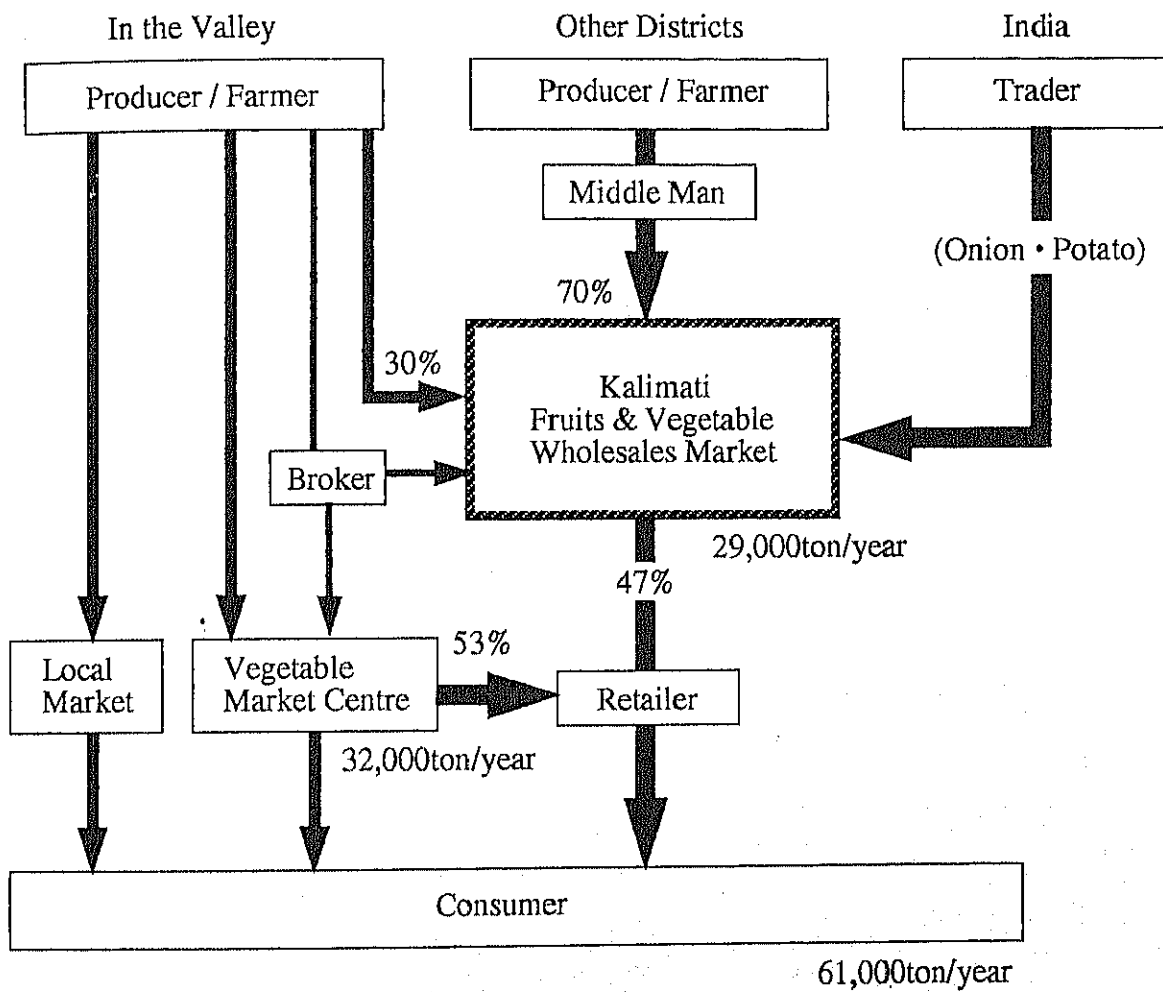 In the Valley
Other Districts
India
Producer / Farmer
Producer / Farmer
Trader
Middle Man
(Onion • Potato)
70%
30%
Kalimati
Fruits & Vegetable
Wholesales Market
Broker
29,000ton/year
47%
53%
Local
Market
Vegetable
Market Centre
Retailer
32,000ton/year
Consumer
61,000ton/year